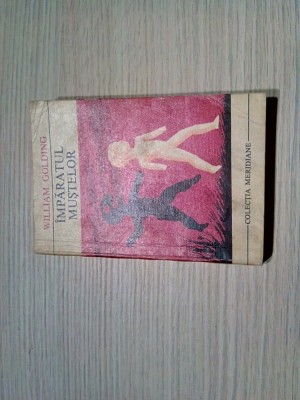 WILLIAM GOLDING
ÎMPĂRATUL
MUȘTELOR
COLECȚIA MERIDIANE